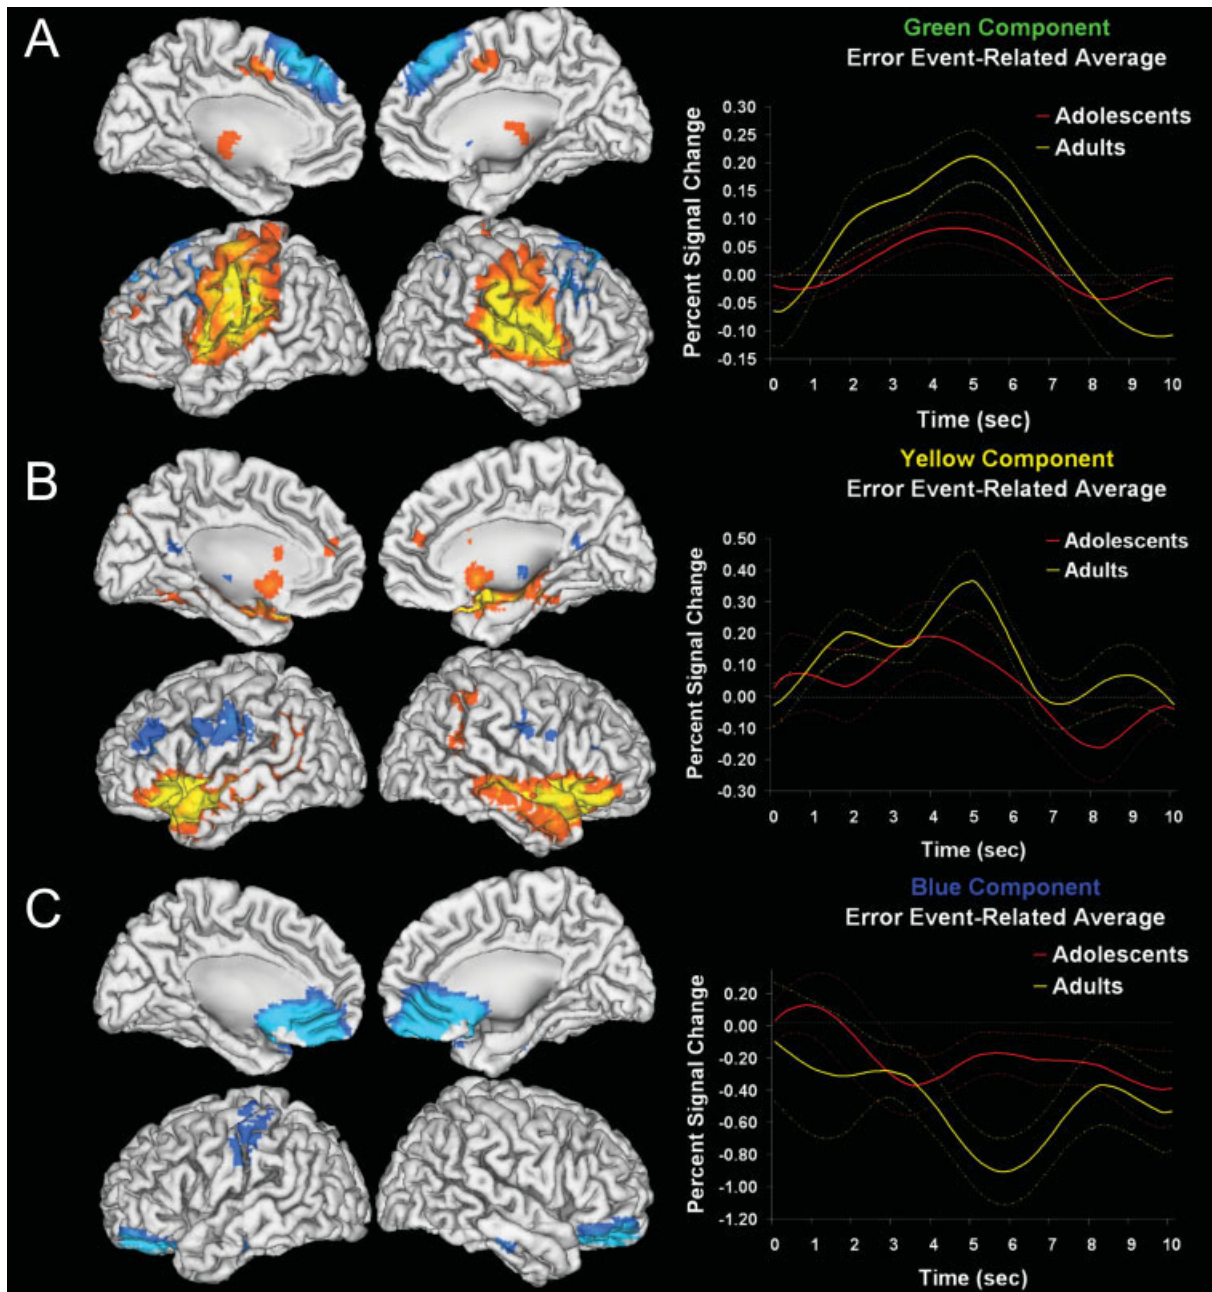 A
Green Component
Error Event-Related Average
Adolescents
Adults
Percent Signal Change
0.30
0.25
0.20
0.15
0.10
0.05
0.00
-0.05
-0.10
-0.15
0 1 2 3 4 5 6 7 8 9 10
Time (sec)
B
Yellow Component
Error Event-Related Average
Adolescents
Adults
Percent Signal Change
0.50
0.40
0.30
0.20
0.10
0.00
-0.10
-0.20
-0.30
0 1 2 3 4 5 6 7 8 9 10
Time (sec)
C
Blue Component
Error Event-Related Average
Adolescents
Adults
Percent Signal Change
0.20
0.00
-0.20
-0.40
-0.60
-0.80
-1.00
-1.20
0 1 2 3 4 5 6 7 8 9 10
Time (sec)